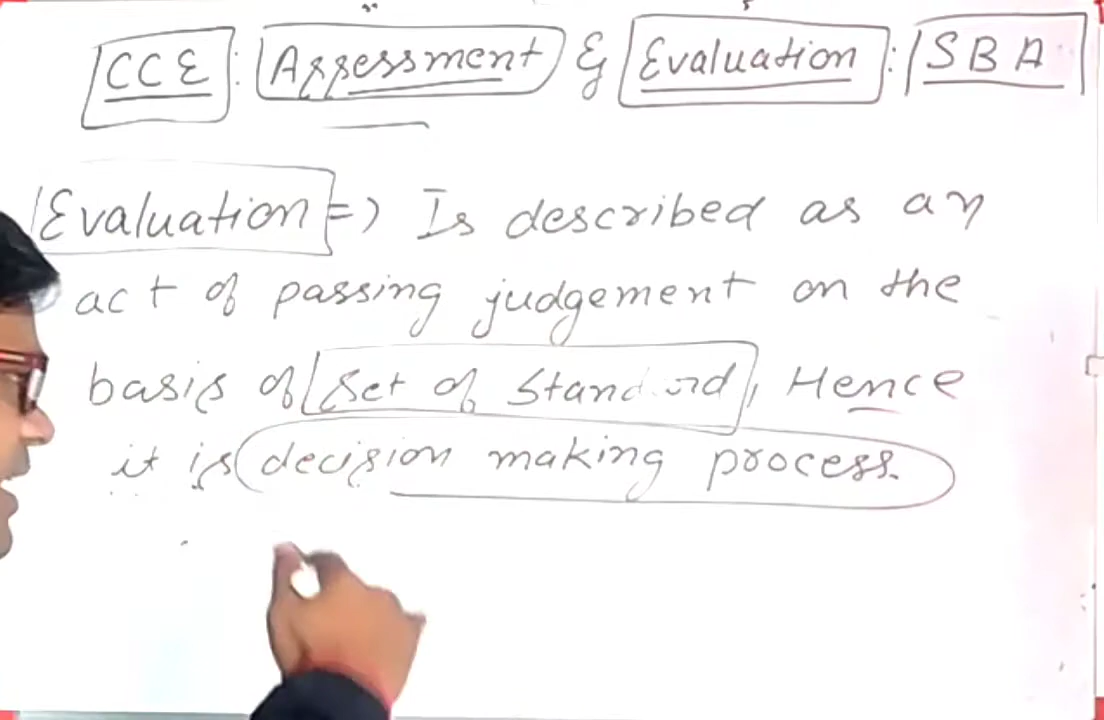 CCE : Assessment & Evaluation : SBA
Evaluation => Is described as an
act of passing judgement on the
basis of set of Standard, Hence
it is decision making process.